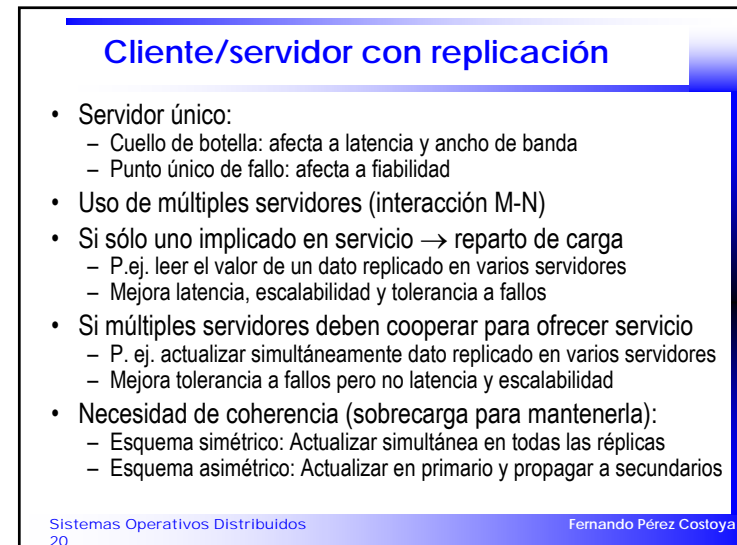 Cliente/servidor con replicación
• Servidor único:
– Cuello de botella: afecta a latencia y ancho de banda
– Punto único de fallo: afecta a fiabilidad
• Uso de múltiples servidores (interacción M-N)
• Si sólo uno implicado en servicio → reparto de carga
– P.ej. leer el valor de un dato replicado en varios servidores
– Mejora latencia, escalabilidad y tolerancia a fallos
• Si múltiples servidores deben cooperar para ofrecer servicio
– P. ej. actualizar simultáneamente dato replicado en varios servidores
– Mejora tolerancia a fallos pero no latencia y escalabilidad
• Necesidad de coherencia (sobrecarga para mantenerla):
– Esquema simétrico: Actualizar simultánea en todas las réplicas
– Esquema asimétrico: Actualizar en primario y propagar a secundarios
Sistemas Operativos Distribuidos
20
Fernando Pérez Costoya